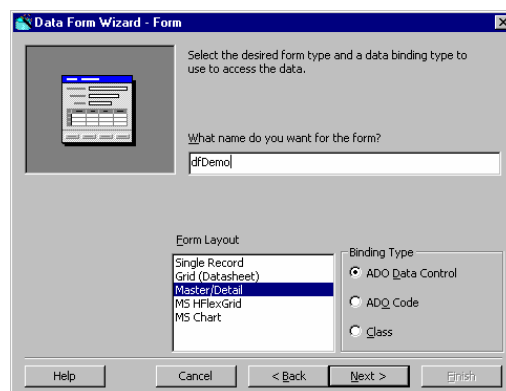 Data Form Wizard - Form
Select the desired form type and a data binding type to
use to access the data.
What name do you want for the form?
dfDemo
Form Layout
Single Record
Grid (Datasheet)
Master/Detail
MS HFlexGrid
MS Chart
Binding Type
ADO Data Control
ADO Code
Class
Help
Cancel
< Back
Next >
Finish